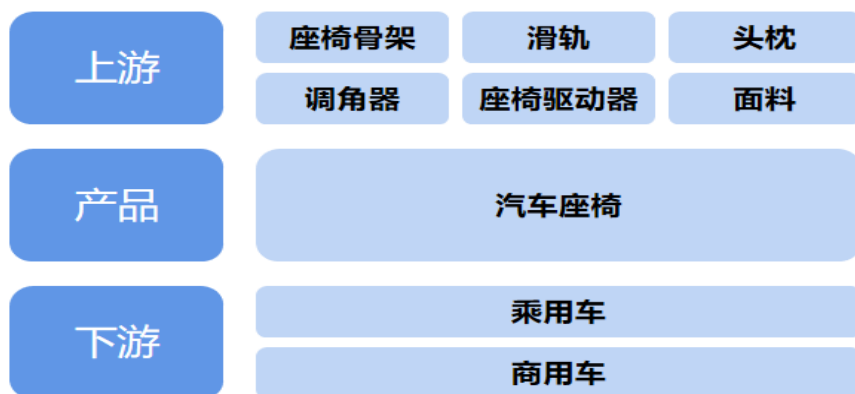 上游
座椅骨架 滑轨 头枕
调角器 座椅驱动器 面料
产品
汽车座椅
下游
乘用车
商用车